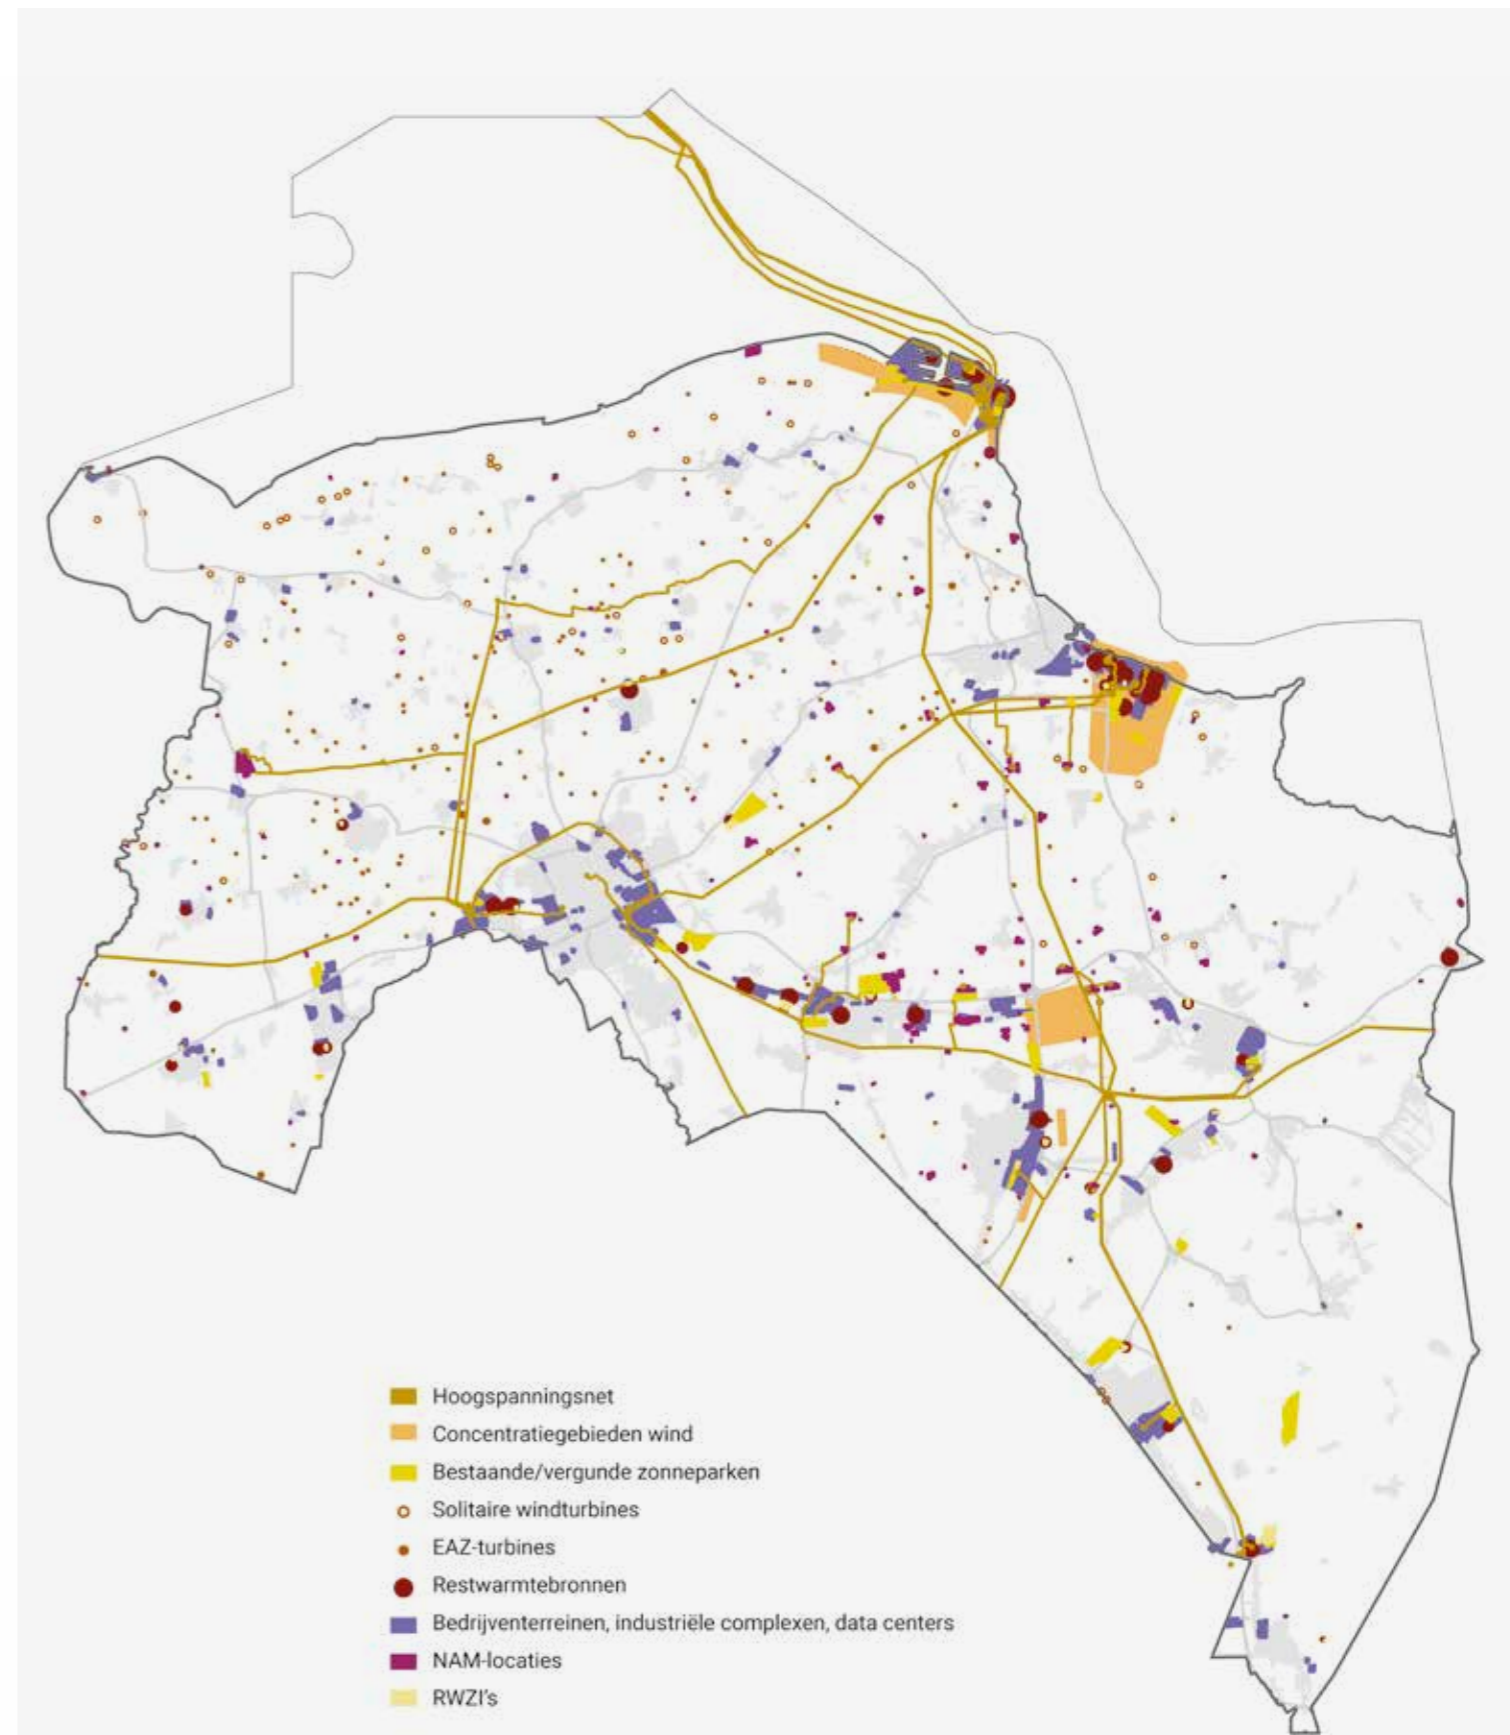 Hoogspanningsnet
Concentratiegebieden wind
Bestaande/vergunde zonneparken
Solitaire windturbines
EAZ-turbines
Restwarmtebronnen
Bedrijventerreinen, industriële complexen, data centers
NAM-locaties
RWZI's